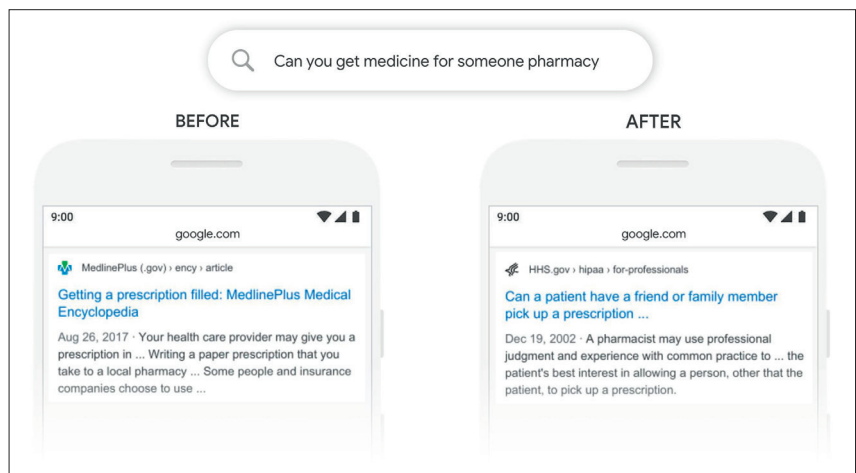 Can you get medicine for someone pharmacy
BEFORE
9:00
google.com
MedlinePlus (.gov) › ency › article
Getting a prescription filled: MedlinePlus Medical
Encyclopedia
Aug 26, 2017 · Your health care provider may give you a
prescription in ... Writing a paper prescription that you
take to a local pharmacy ... Some people and insurance
companies choose to use ...
AFTER
9:00
google.com
HHS.gov › hipaa › for-professionals
Can a patient have a friend or family member
pick up a prescription ...
Dec 19, 2002 · A pharmacist may use professional
judgment and experience with common practice to ... the
patient's best interest in allowing a person, other that the
patient, to pick up a prescription.